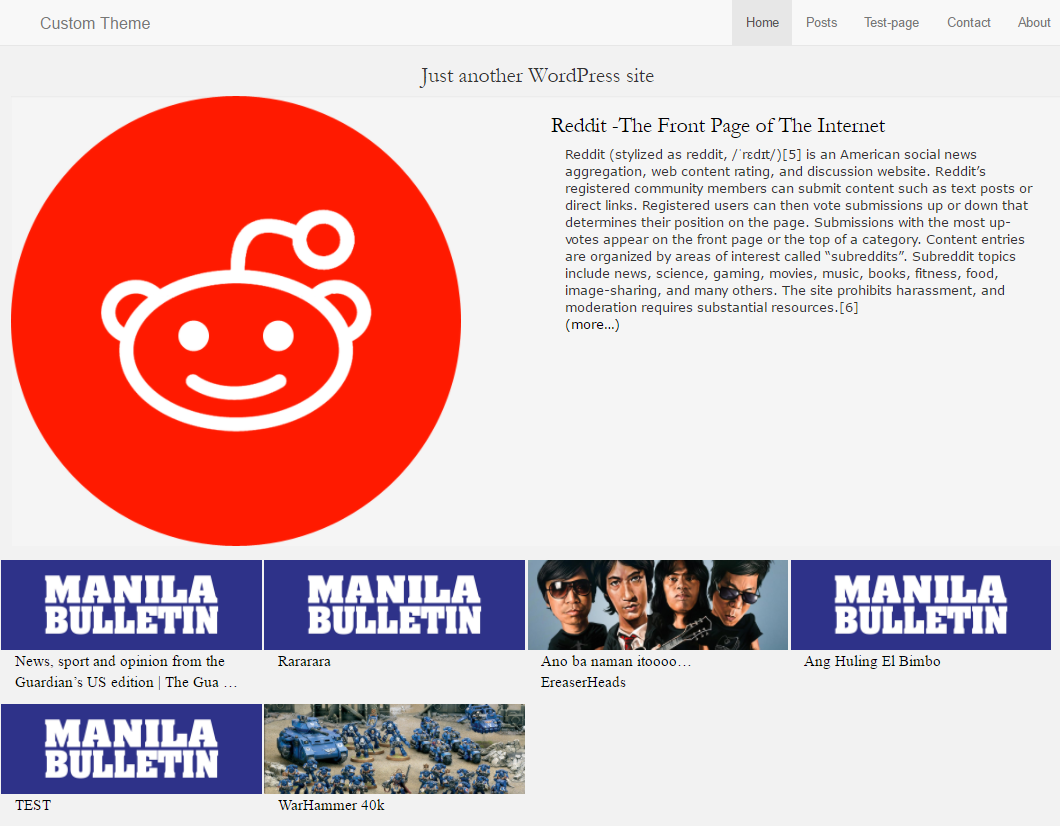 Custom Theme
Home Posts Test-page Contact About
Just another WordPress site
Reddit -The Front Page of The Internet
Reddit (stylized as reddit, /ˈrɛdɪt/)[5] is an American social news
aggregation, web content rating, and discussion website. Reddit’s
registered community members can submit content such as text posts or
direct links. Registered users can then vote submissions up or down that
determines their position on the page. Submissions with the most up-
votes appear on the front page or the top of a category. Content entries
are organized by areas of interest called “subreddits”. Subreddit topics
include news, science, gaming, movies, music, books, fitness, food,
image-sharing, and many others. The site prohibits harassment, and
moderation requires substantial resources.[6]
(more…)
MANILA
BULLETIN
News, sport and opinion from the
Guardian’s US edition | The Gua …
MANILA
BULLETIN
Rararara
Ano ba naman itoooo…
EreaserHeads
MANILA
BULLETIN
Ang Huling El Bimbo
MANILA
BULLETIN
TEST
WarHammer 40k